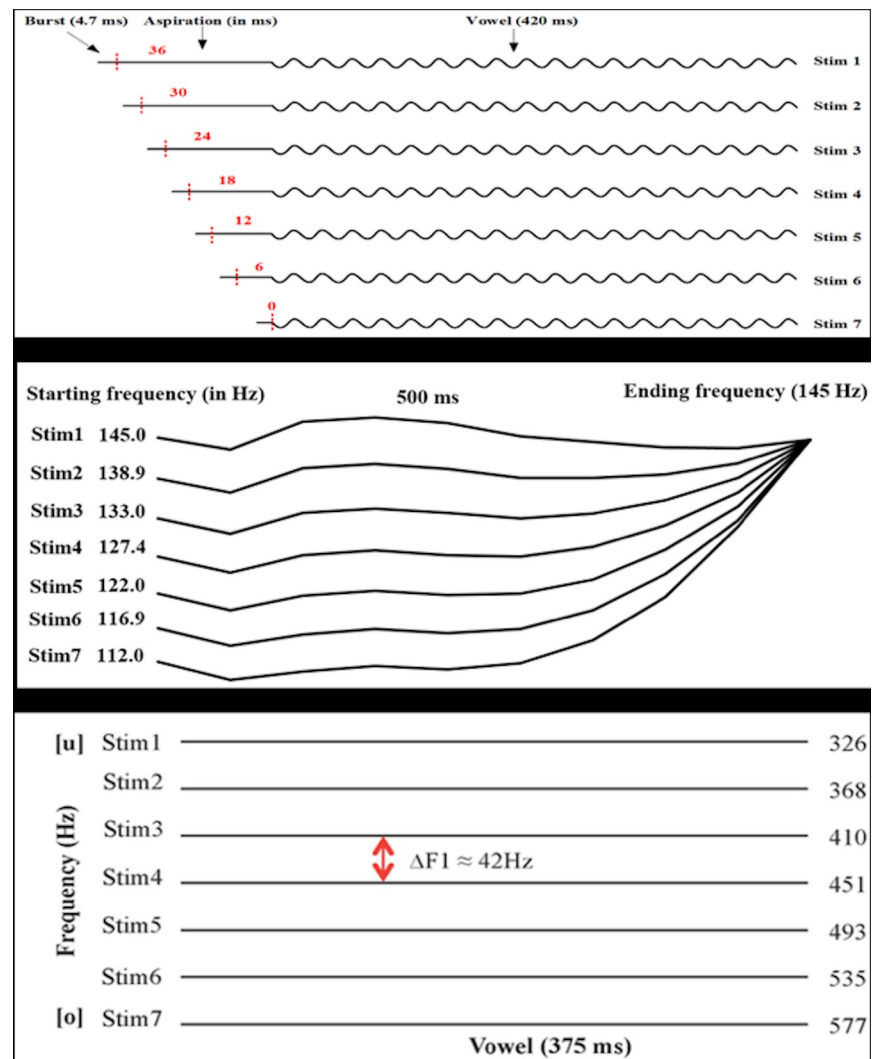 Burst (4.7 ms) Aspiration (in ms) Vowel (420 ms)
36 Stim 1
30 Stim 2
24 Stim 3
18 Stim 4
12 Stim 5
6 Stim 6
0 Stim 7
Starting frequency (in Hz) 500 ms Ending frequency (145 Hz)
Stim1 145.0
Stim2 138.9
Stim3 133.0
Stim4 127.4
Stim5 122.0
Stim6 116.9
Stim7 112.0
[u] Stim1 326
Stim2 368
Stim3 410
ΔF1 ≈ 42Hz
Stim4 451
Stim5 493
Stim6 535
[o] Stim7 577
Frequency (Hz)
Vowel (375 ms)